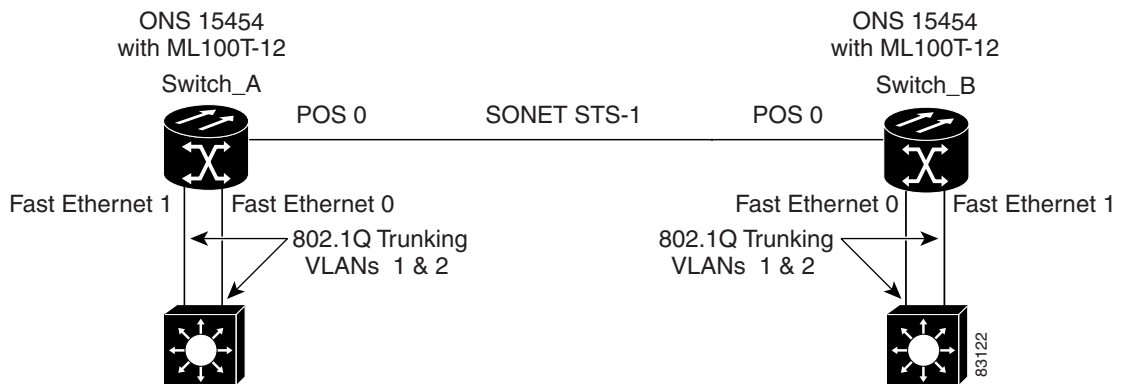 ONS 15454
with ML100T-12
Switch_A
ONS 15454
with ML100T-12
Switch_B
POS 0
SONET STS-1
POS 0
Fast Ethernet 1
Fast Ethernet 0
Fast Ethernet 0
Fast Ethernet 1
802.1Q Trunking
VLANs 1 & 2
802.1Q Trunking
VLANs 1 & 2
83122